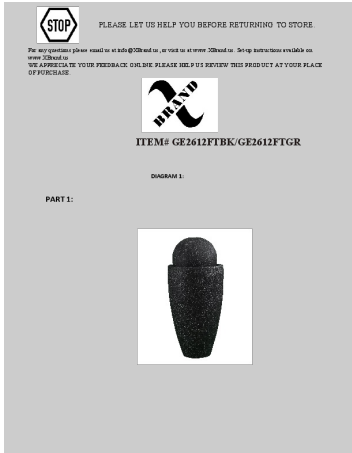 STOP
PLEASE LET US HELP YOU BEFORE RETURNING TO STORE.
For any questions please email us at info@XBrand.us ,or visit us at www.XBrand.us. Set-up instructions available on
www.XBrand.us
WE APPRECIATE YOUR FEEDBACK ONLINE PLEASE HELP US REVIEW THIS PRODUCT AT YOUR PLACE
OF PURCHASE.
X BRAND
ITEM# GE2612FTBK/GE2612FTGR
DIAGRAM 1:
PART 1: